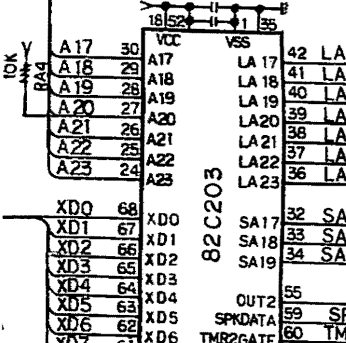 18 52 1 35
VCC VSS
10K
RA4
A17 30 A17 LA17 42 LA
A18 29 A18 LA18 41 LA
A19 28 A19 LA19 40 LA
A20 27 A20 LA20 39 LA
A21 26 A21 LA21 38 LA
A22 25 A22 LA22 37 LA
A23 24 A23 LA23 36 LA
82C203
XD0 68 XD0 SA17 32 SA
XD1 67 XD1 SA18 33 SA
XD2 66 XD2 SA19 34 SA
XD3 65 XD3
XD4 64 XD4 OUT2 55
XD5 63 XD5 SPKDATA 59 SP
XD6 62 XD6 TMR2GATE 60 TM